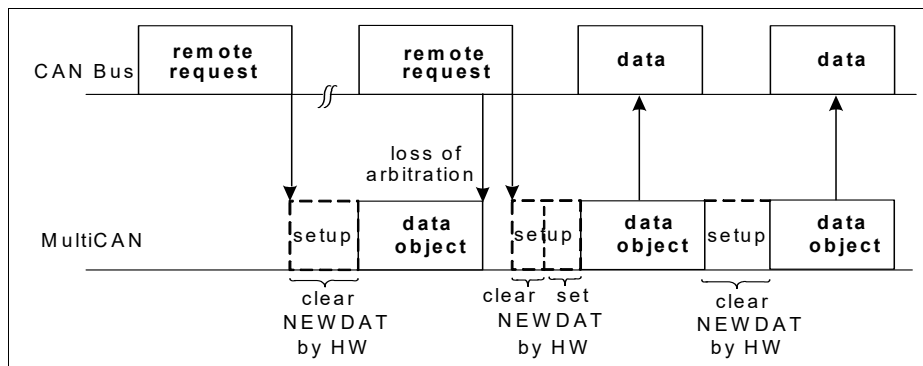 remote request
remote request
data
data
CAN Bus
loss of arbitration
MultiCAN
setup
data object
setup
data object
setup
data object
clear NEWDAT by HW
clear set NEWDAT by HW
clear NEWDAT by HW